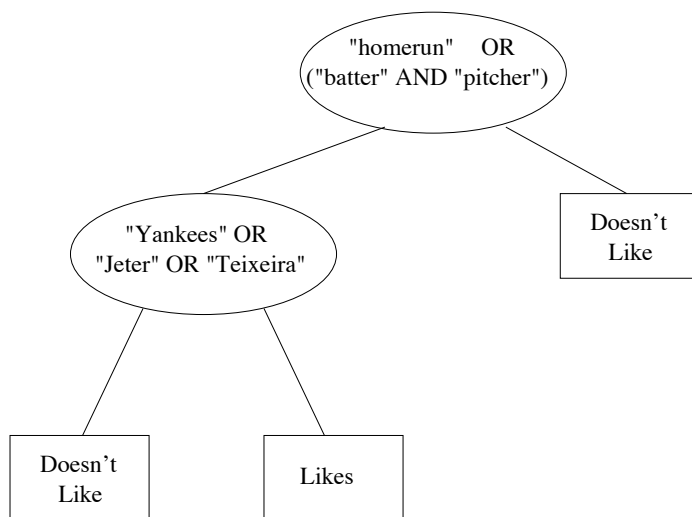 "homerun" OR
("batter" AND "pitcher")
"Yankees" OR
"Jeter" OR "Teixeira"
Doesn't
Like
Doesn't
Like
Likes